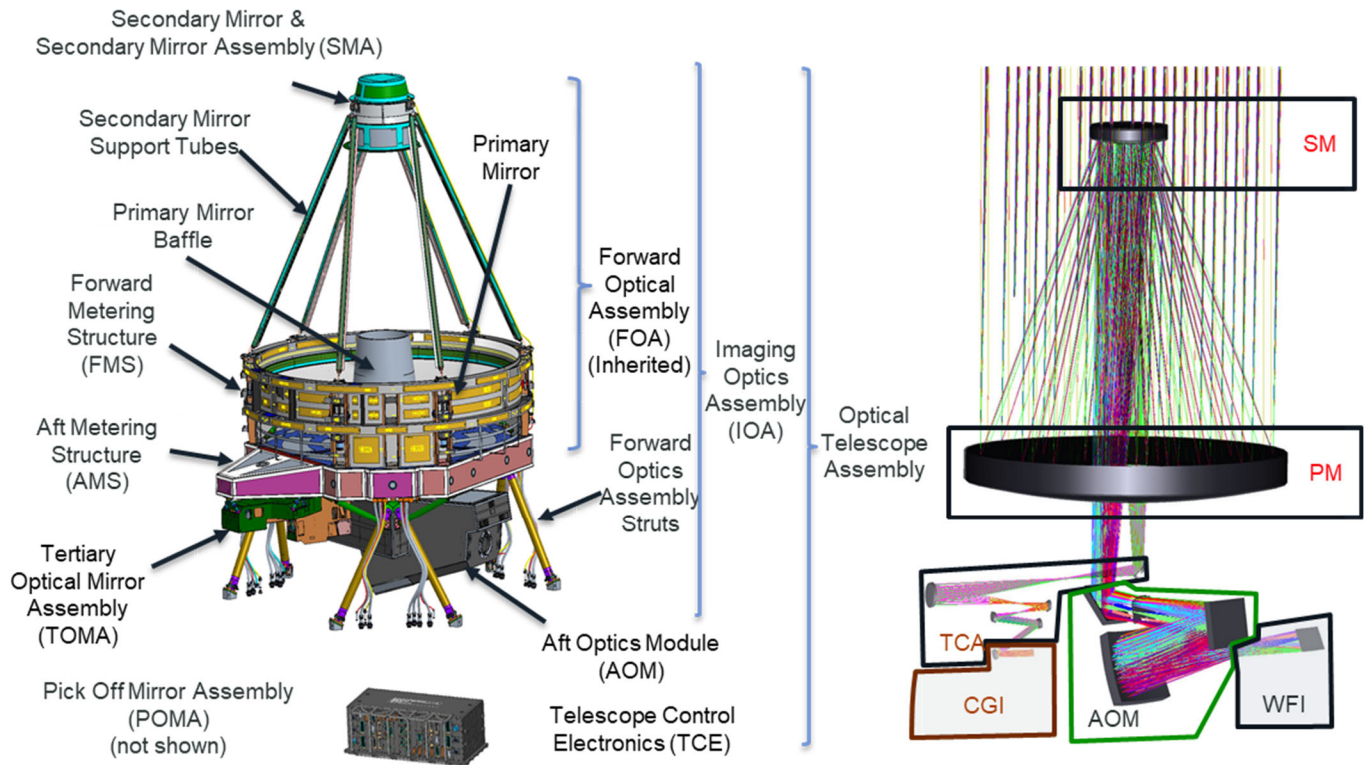 Secondary Mirror &
Secondary Mirror Assembly (SMA)
Secondary Mirror
Support Tubes
Primary
Mirror
Primary Mirror
Baffle
Forward
Metering
Structure
(FMS)
Aft Metering
Structure
(AMS)
Tertiary
Optical Mirror
Assembly
(TOMA)
Pick Off Mirror Assembly
(POMA)
(not shown)
Forward
Optical
Assembly
(FOA)
(Inherited)
Forward
Optics
Assembly
Struts
Aft Optics Module
(AOM)
Telescope Control
Electronics (TCE)
Imaging
Optics
Assembly
(IOA)
Optical
Telescope
Assembly
SM
PM
TCA
CGI
AOM
WFI